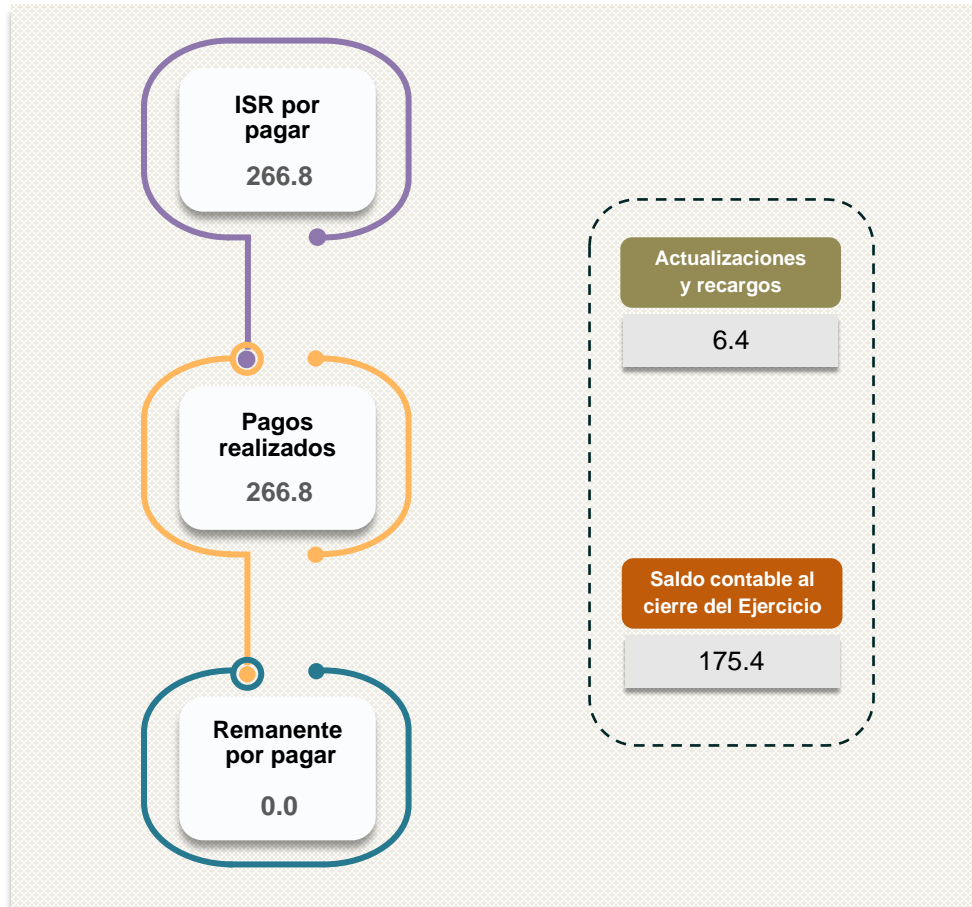 ISR por
pagar
266.8
Pagos
realizados
266.8
Remanente
por pagar
0.0
Actualizaciones
y recargos
6.4
Saldo contable al
cierre del Ejercicio
175.4